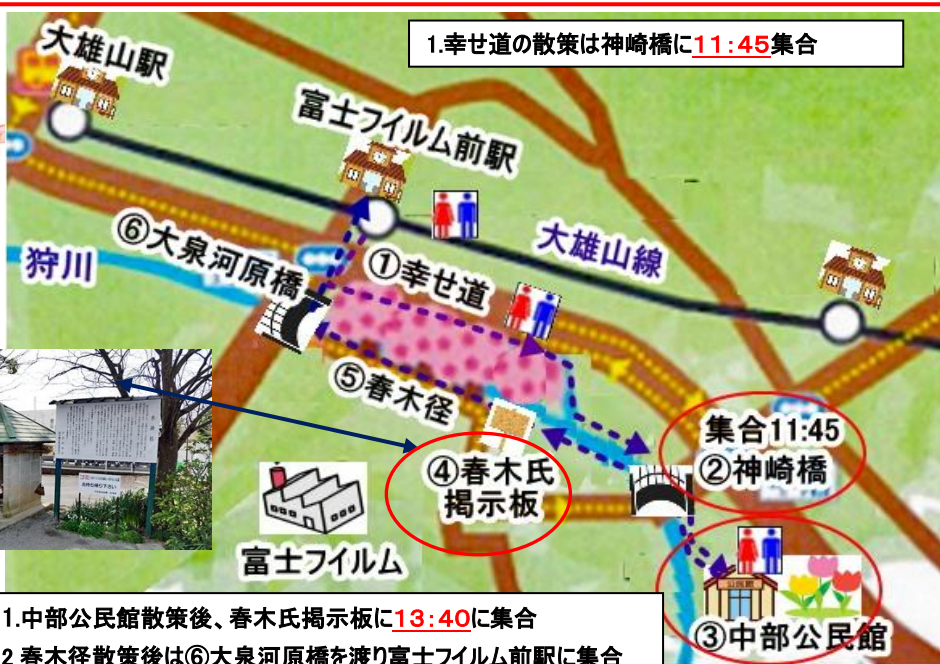 1.幸せ道の散策は神崎橋に11:45集合
大雄山駅
富士フイルム前駅
大雄山線
⑥大泉河原橋
狩川
①幸せ道
⑤春木径
集合11:45
②神崎橋
④春木氏
掲示板
富士フイルム
公民館
③中部公民館
1.中部公民館散策後、春木氏掲示板に13:40に集合
2.春木径散策後は⑥大泉河原橋を渡り富士フイルム前駅に集合